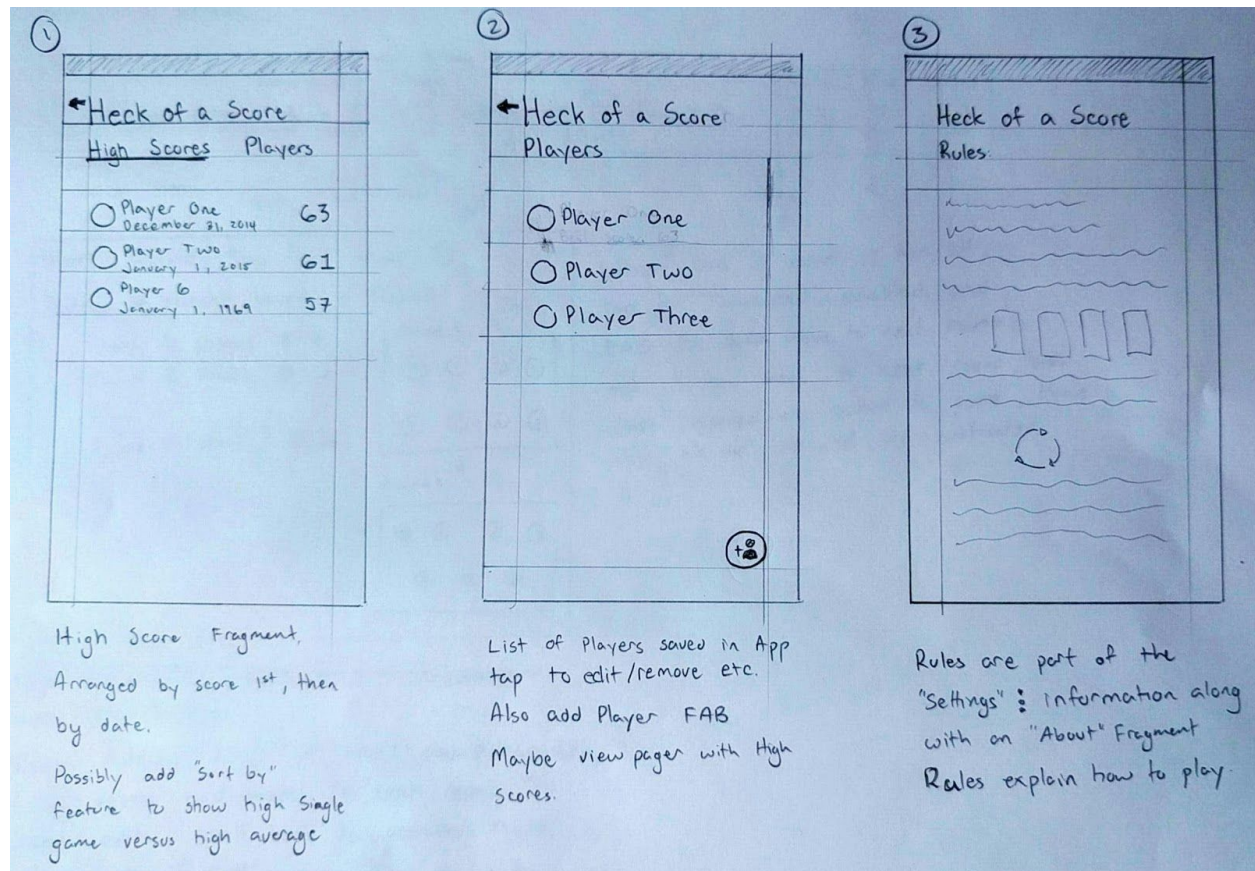 1
Heck of a Score
High Scores Players
Player One 63
December 31, 2014
Player Two 61
January 1, 2015
Player 6 57
January 1, 1969
High Score Fragment,
Arranged by score 1st, then
by date.
Possibly add "Sort by"
feature to show high Single
game versus high average
2
Heck of a Score
Players
Player One
Player Two
Player Three
+
List of Players saved in App
tap to edit/remove etc.
Also add Player FAB
Maybe view pager with High
Scores.
3
Heck of a Score
Rules
Rules are part of the
"Settings" : information along
with an "About" Fragment
Rules explain how to play